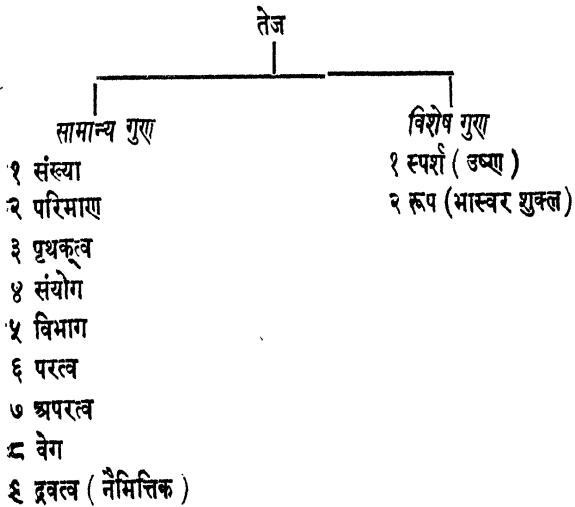 तेज
सामान्य गुण
१ संख्या
२ परिमाण
३ पृथक्त्व
४ संयोग
५ विभाग
६ परत्व
७ अपरत्व
८ वेग
९ द्रवत्व ( नैमित्तिक )
विशेष गुण
१ स्पर्श ( उष्ण )
२ रूप (भास्वर शुक्ल)